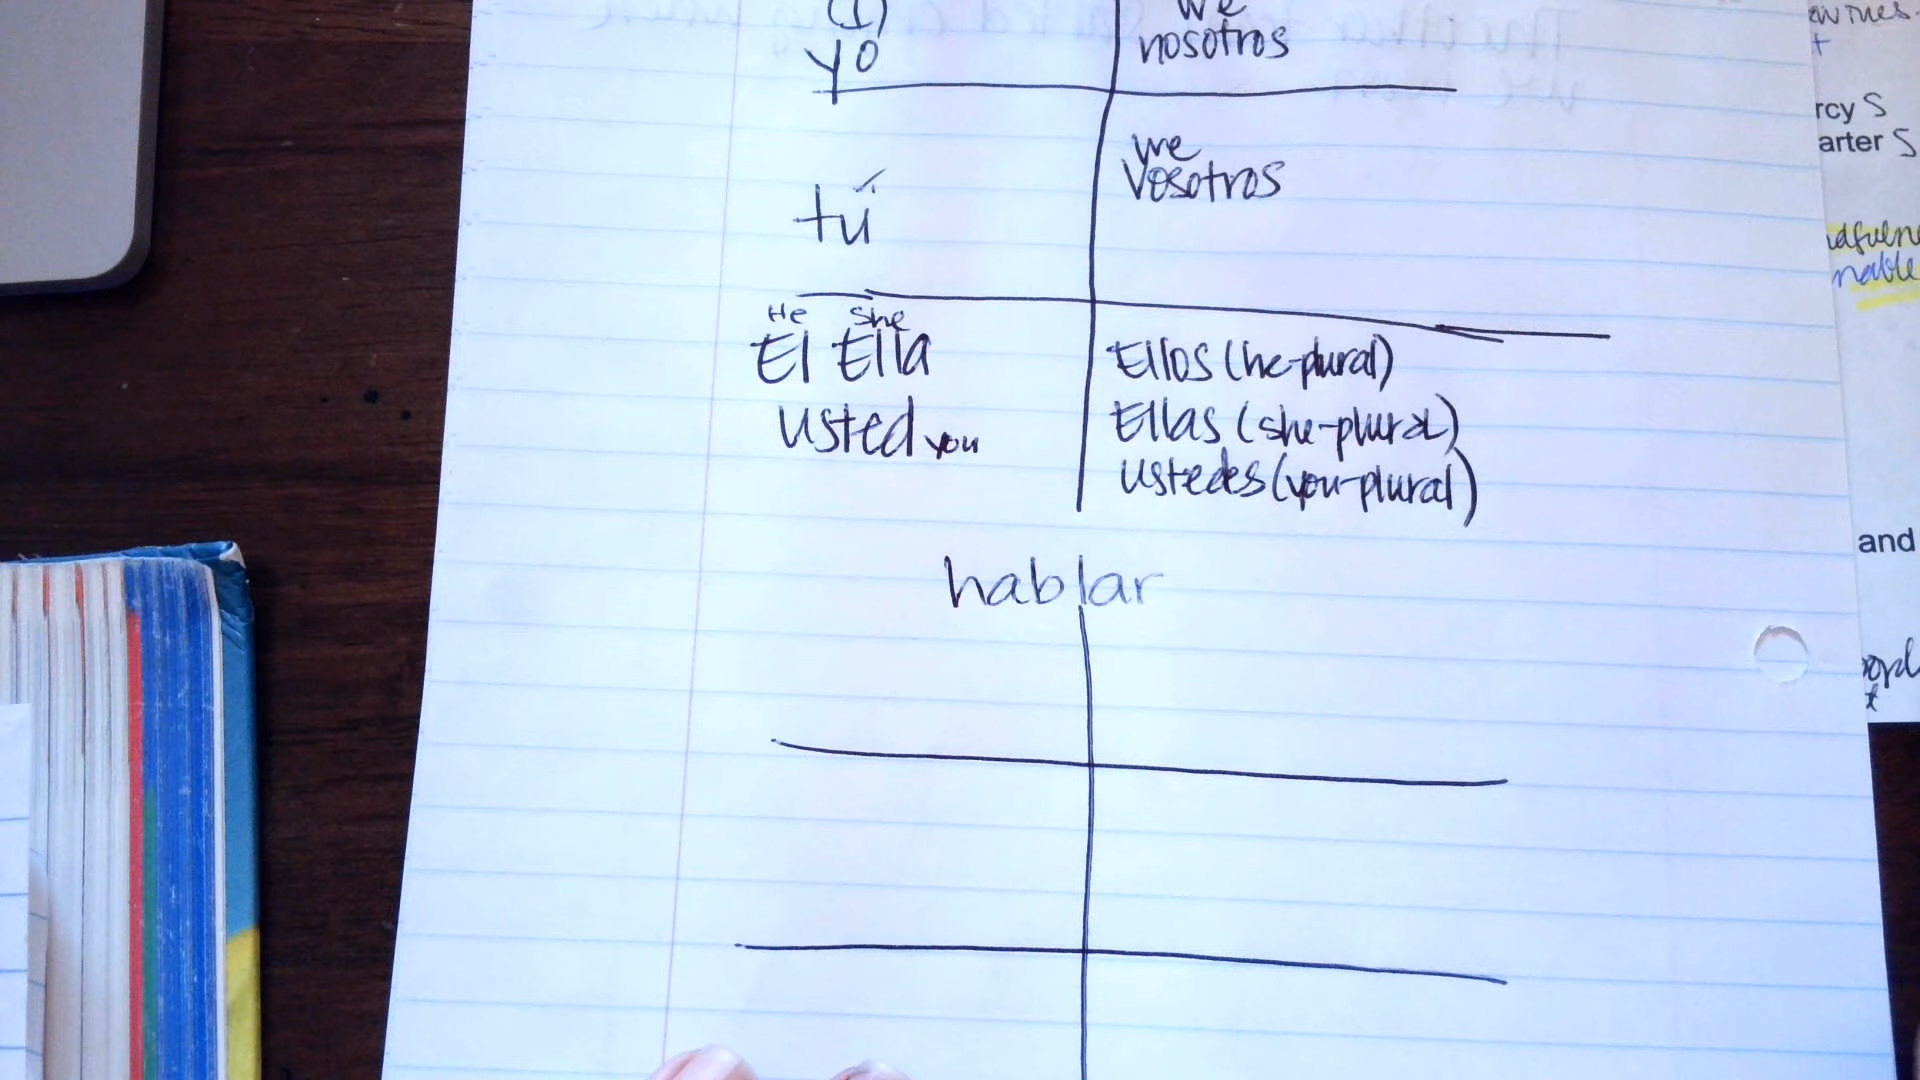 (I) we
yo nosotros
we
tú vosotros
He She
El Ella Ellos (he-plural)
Usted you Ellas (she-plural)
Ustedes (you-plural)
hablar
rcy S
arter S
nable
and